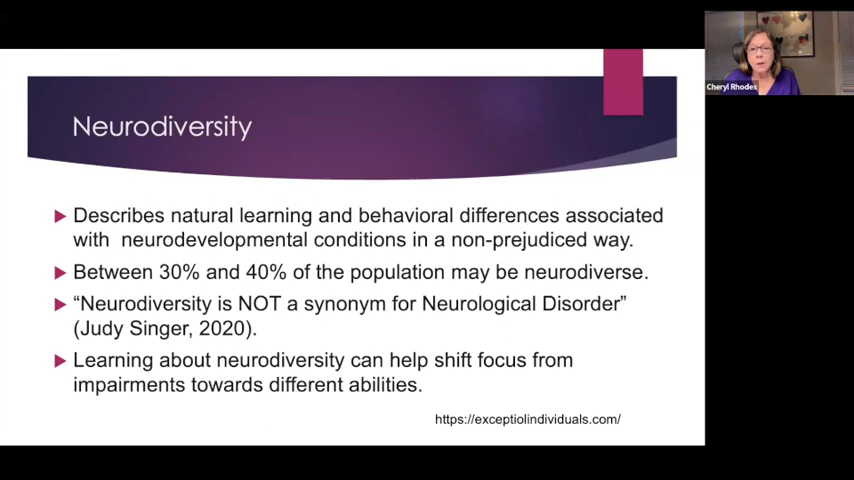 Cheryl Rhodes
Neurodiversity
Describes natural learning and behavioral differences associated
with neurodevelopmental conditions in a non-prejudiced way.
Between 30% and 40% of the population may be neurodiverse.
“Neurodiversity is NOT a synonym for Neurological Disorder”
(Judy Singer, 2020).
Learning about neurodiversity can help shift focus from
impairments towards different abilities.
https://exceptiolindividuals.com/